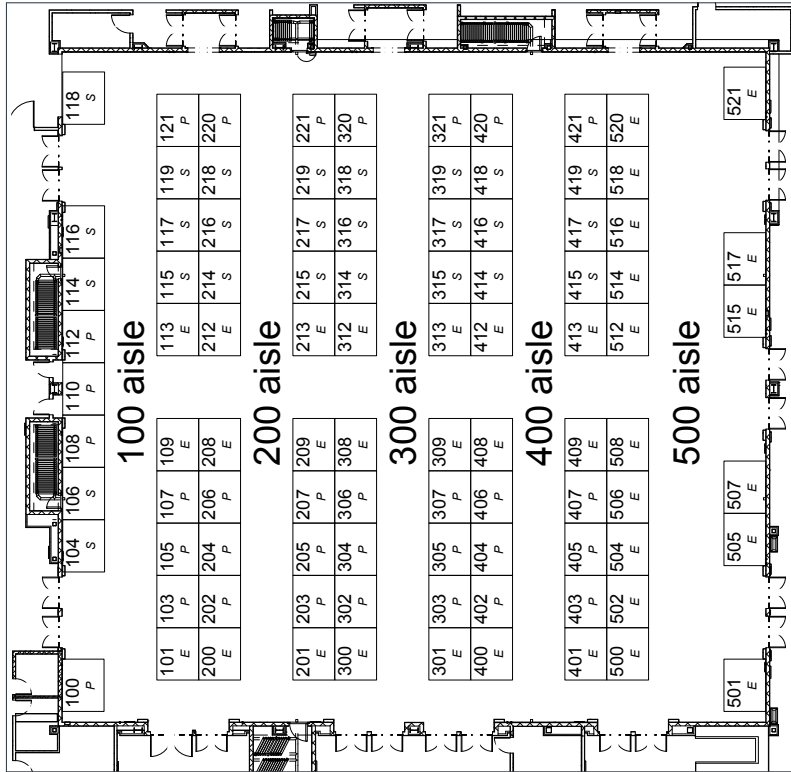 100 104 106 108 110 112 114 116 118
P S S P P P S S S
100 aisle
101 103 105 107 109 113 115 117 119 121
E P P P E E S S S P
200 202 204 206 208 212 214 216 218 220
E P P P E E S S S P
200 aisle
201 203 205 207 209 213 215 217 219 221
E P P P E E S S S P
300 302 304 306 308 312 314 316 318 320
E P P P E E S S S P
300 aisle
301 303 305 307 309 313 315 317 319 321
E P P P E E S S S P
400 402 404 406 408 412 414 416 418 420
E P P P E E S S S P
400 aisle
401 403 405 407 409 413 415 417 419 421
E P P P E E S S S P
500 502 504 506 508 512 514 516 518 520
E E E E E E E E E E
500 aisle
501 505 507 515 517 521
E E E E E E